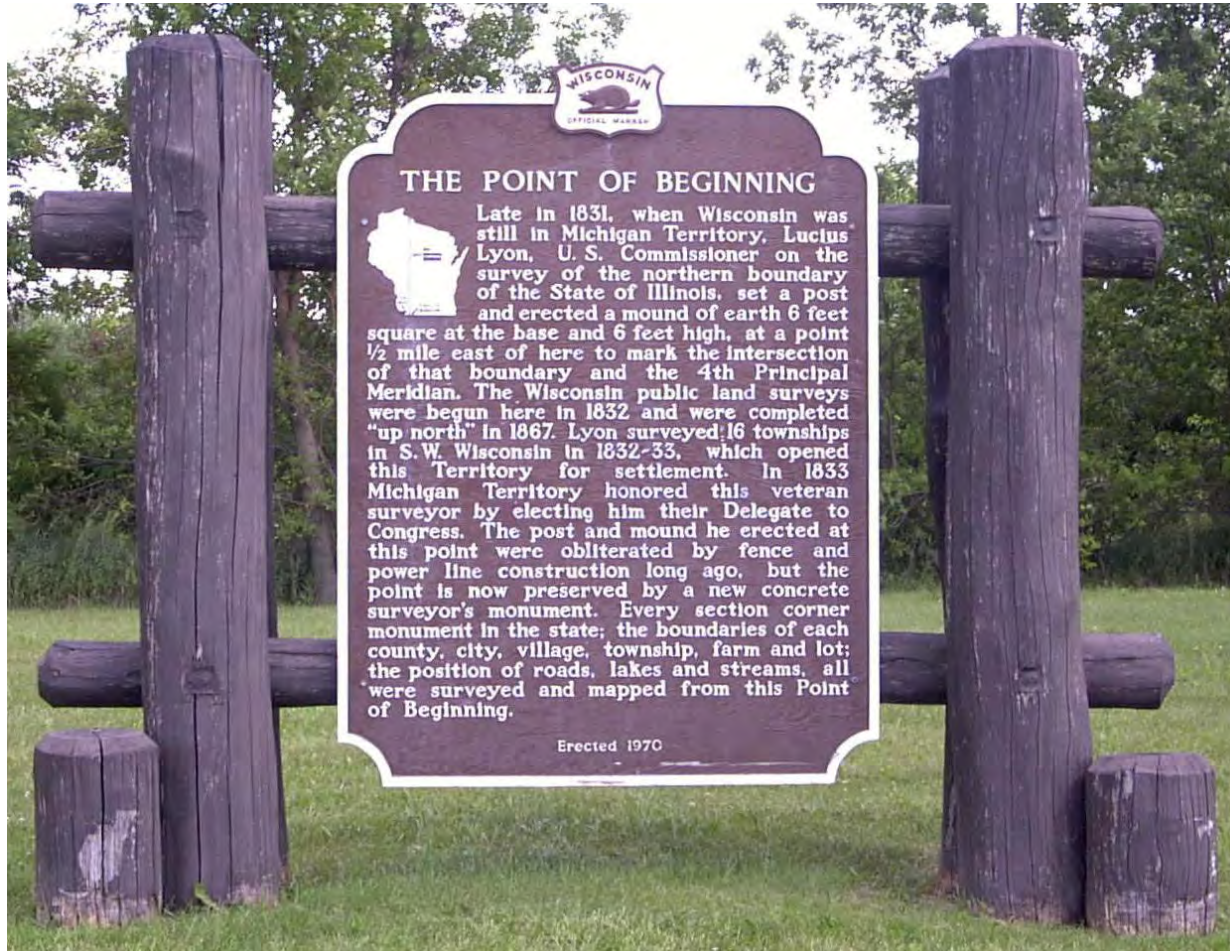 WISCONSIN
OFFICIAL MARKER
THE POINT OF BEGINNING
Late in 1831, when Wisconsin was
still in Michigan Territory, Lucius
Lyon, U. S. Commissioner on the
survey of the northern boundary
of the State of Illinois, set a post
and erected a mound of earth 6 feet
square at the base and 6 feet high, at a point
½ mile east of here to mark the intersection
of that boundary and the 4th Principal
Meridian. The Wisconsin public land surveys
were begun here in 1832 and were completed
“up north” in 1867. Lyon surveyed 16 townships
in S.W. Wisconsin in 1832-33, which opened
this Territory for settlement. In 1833
Michigan Territory honored this veteran
surveyor by electing him their Delegate to
Congress. The post and mound he erected at
this point were obliterated by fence and
power line construction long ago, but the
point is now preserved by a new concrete
surveyor's monument. Every section corner
monument in the state; the boundaries of each
county, city, village, township, farm and lot;
the position of roads, lakes and streams, all
were surveyed and mapped from this Point
of Beginning.
Erected 1970